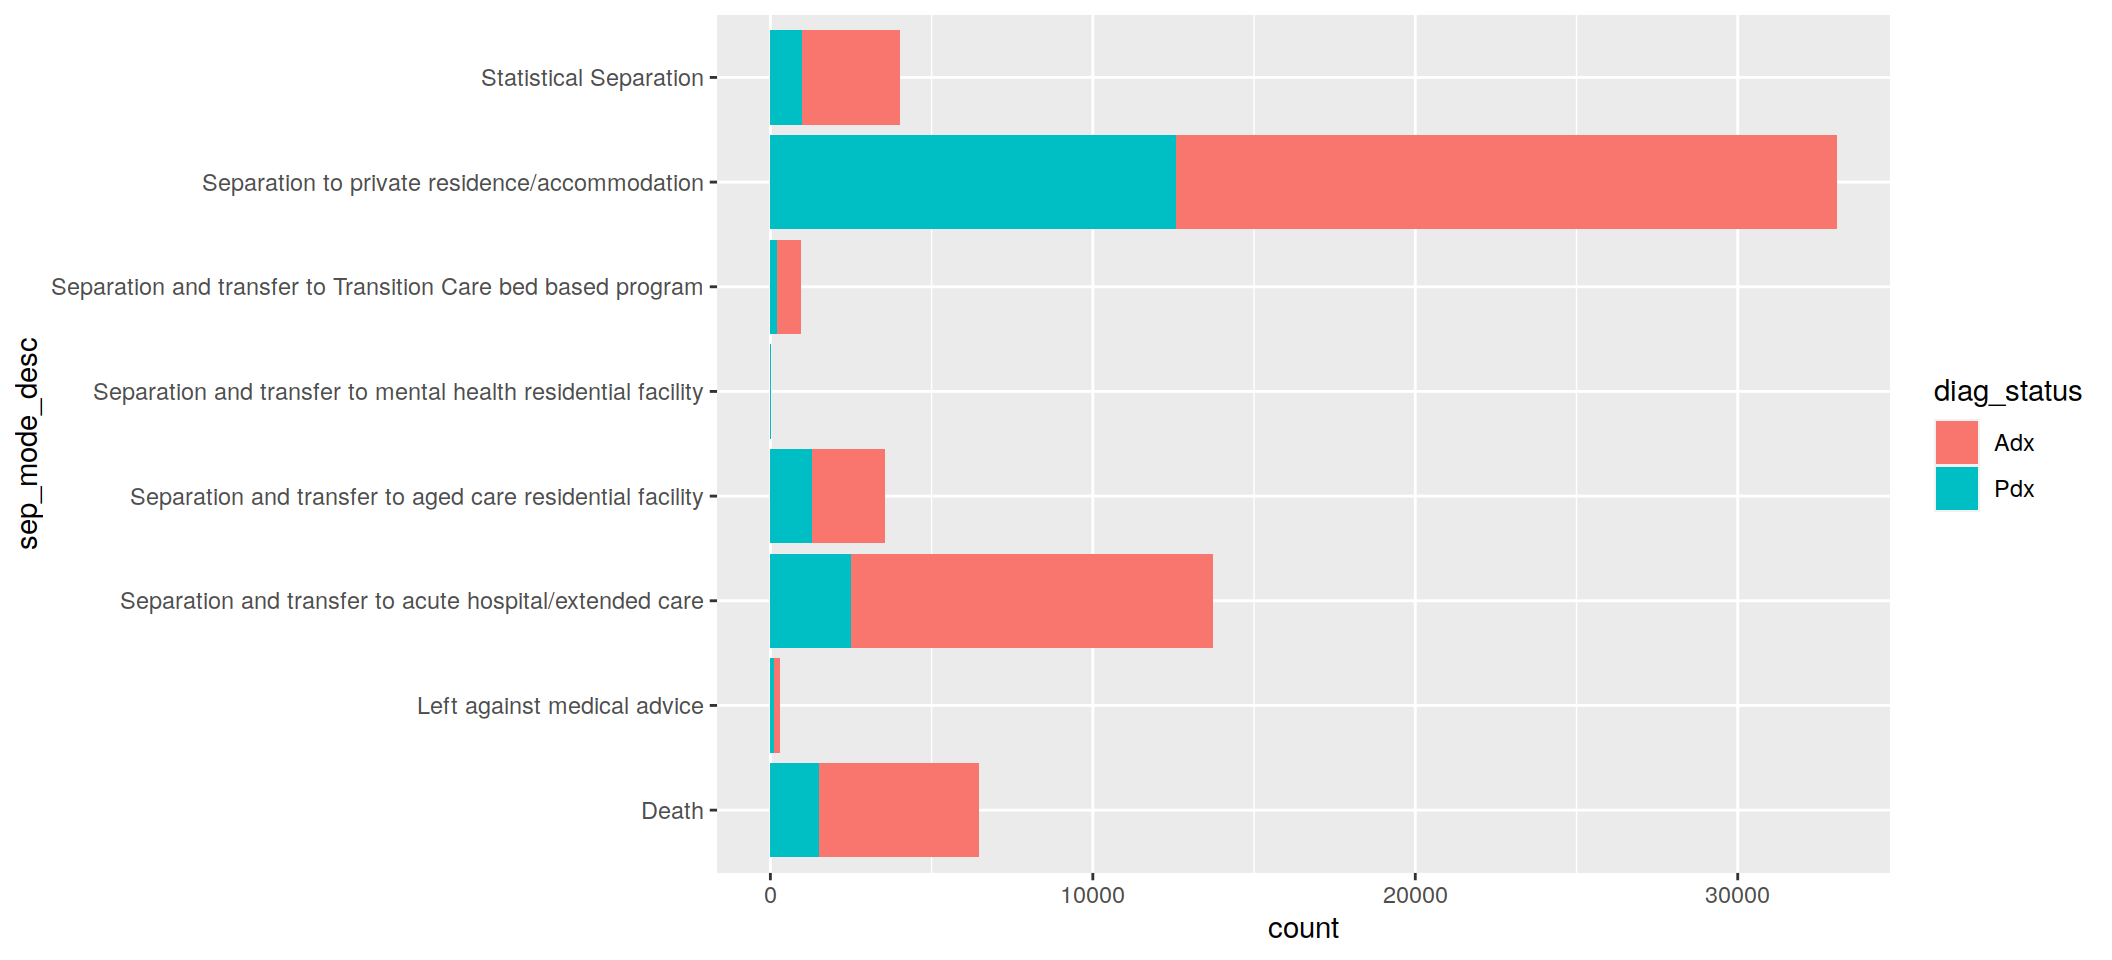 sep_mode_desc
Statistical Separation
Separation to private residence/accommodation
Separation and transfer to Transition Care bed based program
Separation and transfer to mental health residential facility
Separation and transfer to aged care residential facility
Separation and transfer to acute hospital/extended care
Left against medical advice
Death
0 10000 20000 30000
count
diag_status
Adx
Pdx